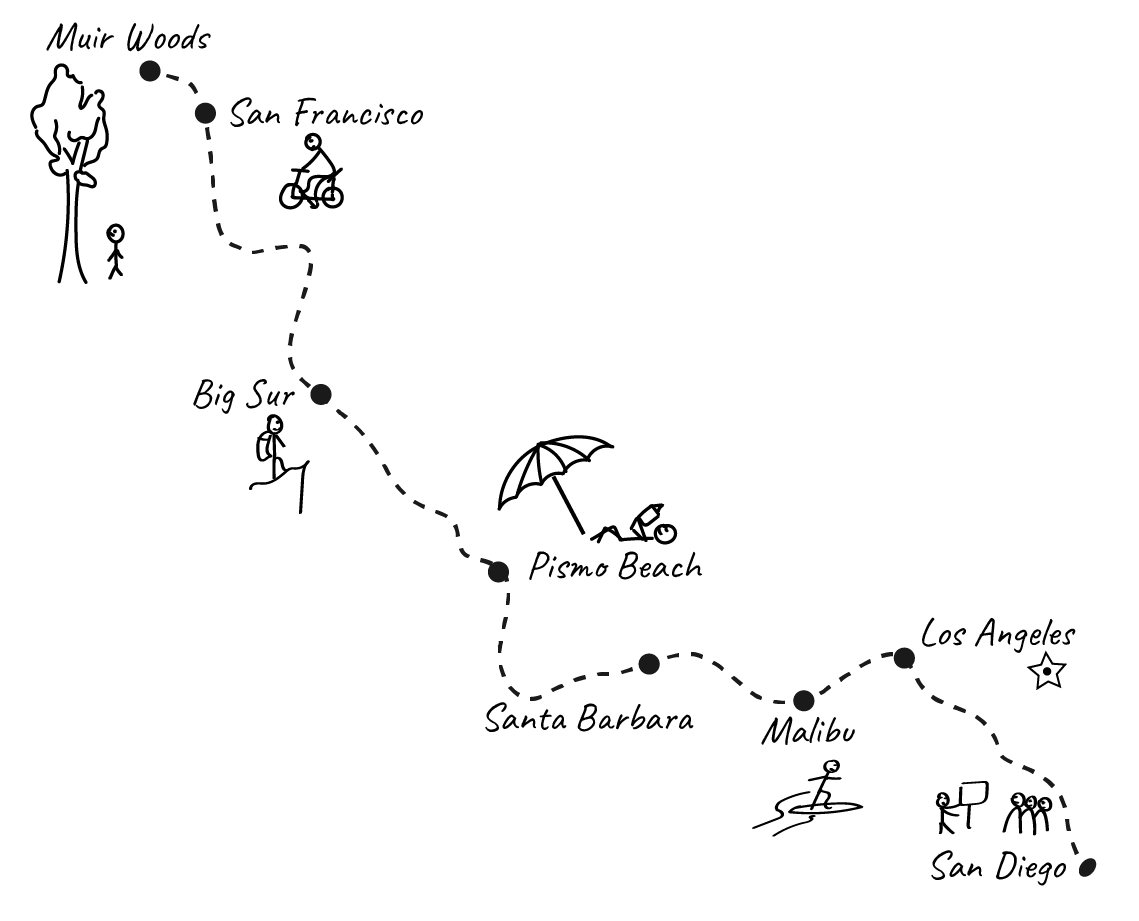 Muir Woods
San Francisco
Big Sur
Pismo Beach
Los Angeles
Santa Barbara
Malibu
San Diego